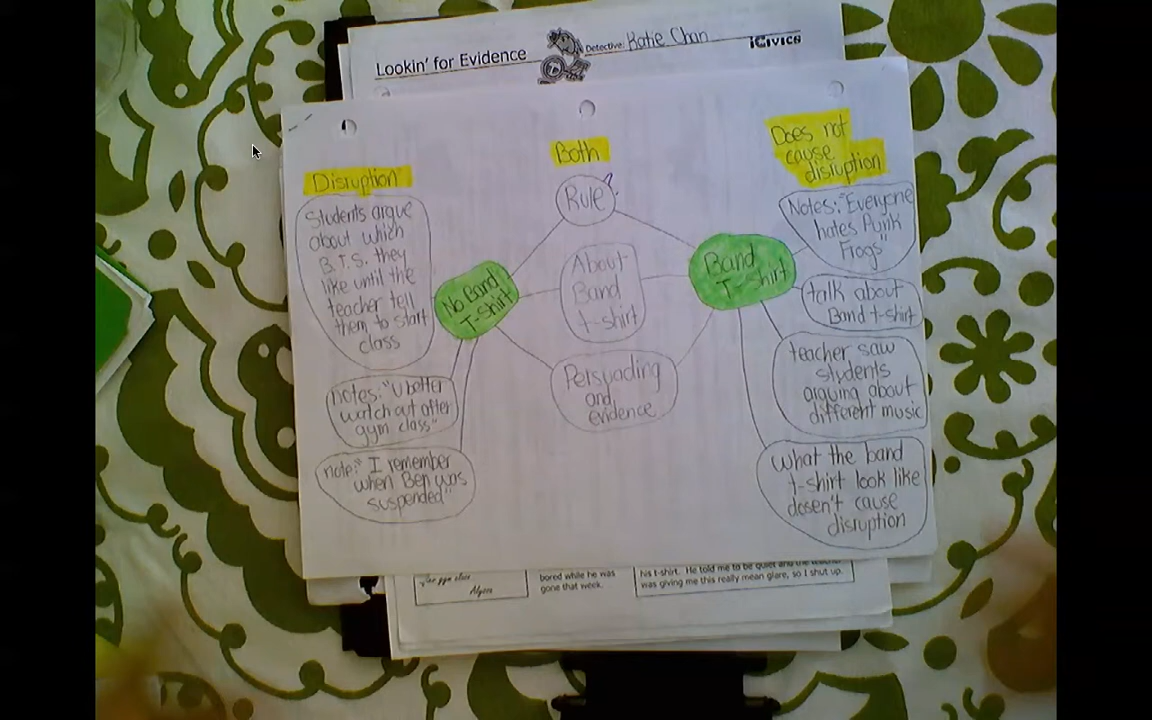 Lookin' for Evidence
Detective: Katie Chan
iCivics
Disruption
Students argue
about which
B.T.S. they
like until the
teacher tell
them to start
class
notes: "U better
watch out after
gym class"
note: "I remember
when Ben was
suspended"
No Band
T-Shirt
Both
Rule
About
Band
t-shirt
Persuading
and
evidence
Band
T-Shirt
Does not
cause
disruption
Notes: "Everyone
hates Punk
Frogs"
talk about
Band t-shirt
teacher saw
students
arguing about
different music
what the band
t-shirt look like
dosen't cause
disruption
Alyssa
bored while he was
gone that week.
his t-shirt. He told me to be quiet and the teacher
was giving me this really mean glare, so I shut up.